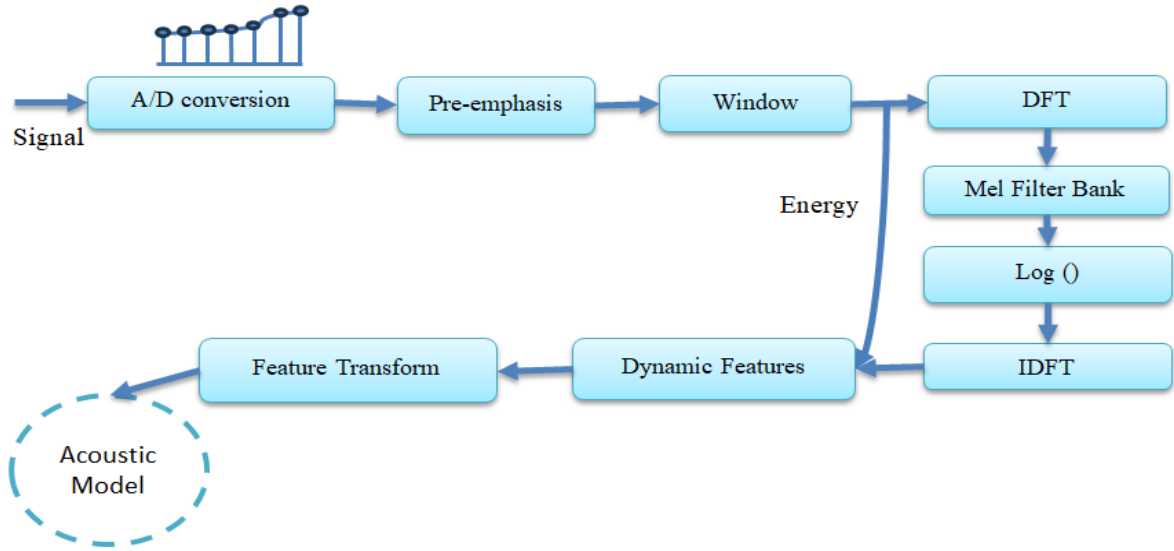 Signal
A/D conversion
Pre-emphasis
Window
DFT
Mel Filter Bank
Energy
Log ()
IDFT
Dynamic Features
Feature Transform
Acoustic
Model